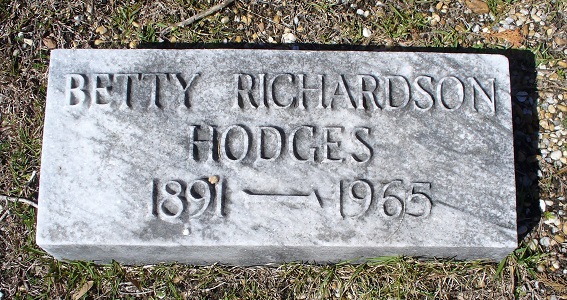 BETTY RICHARDSON
HODGES
1891 — 1965